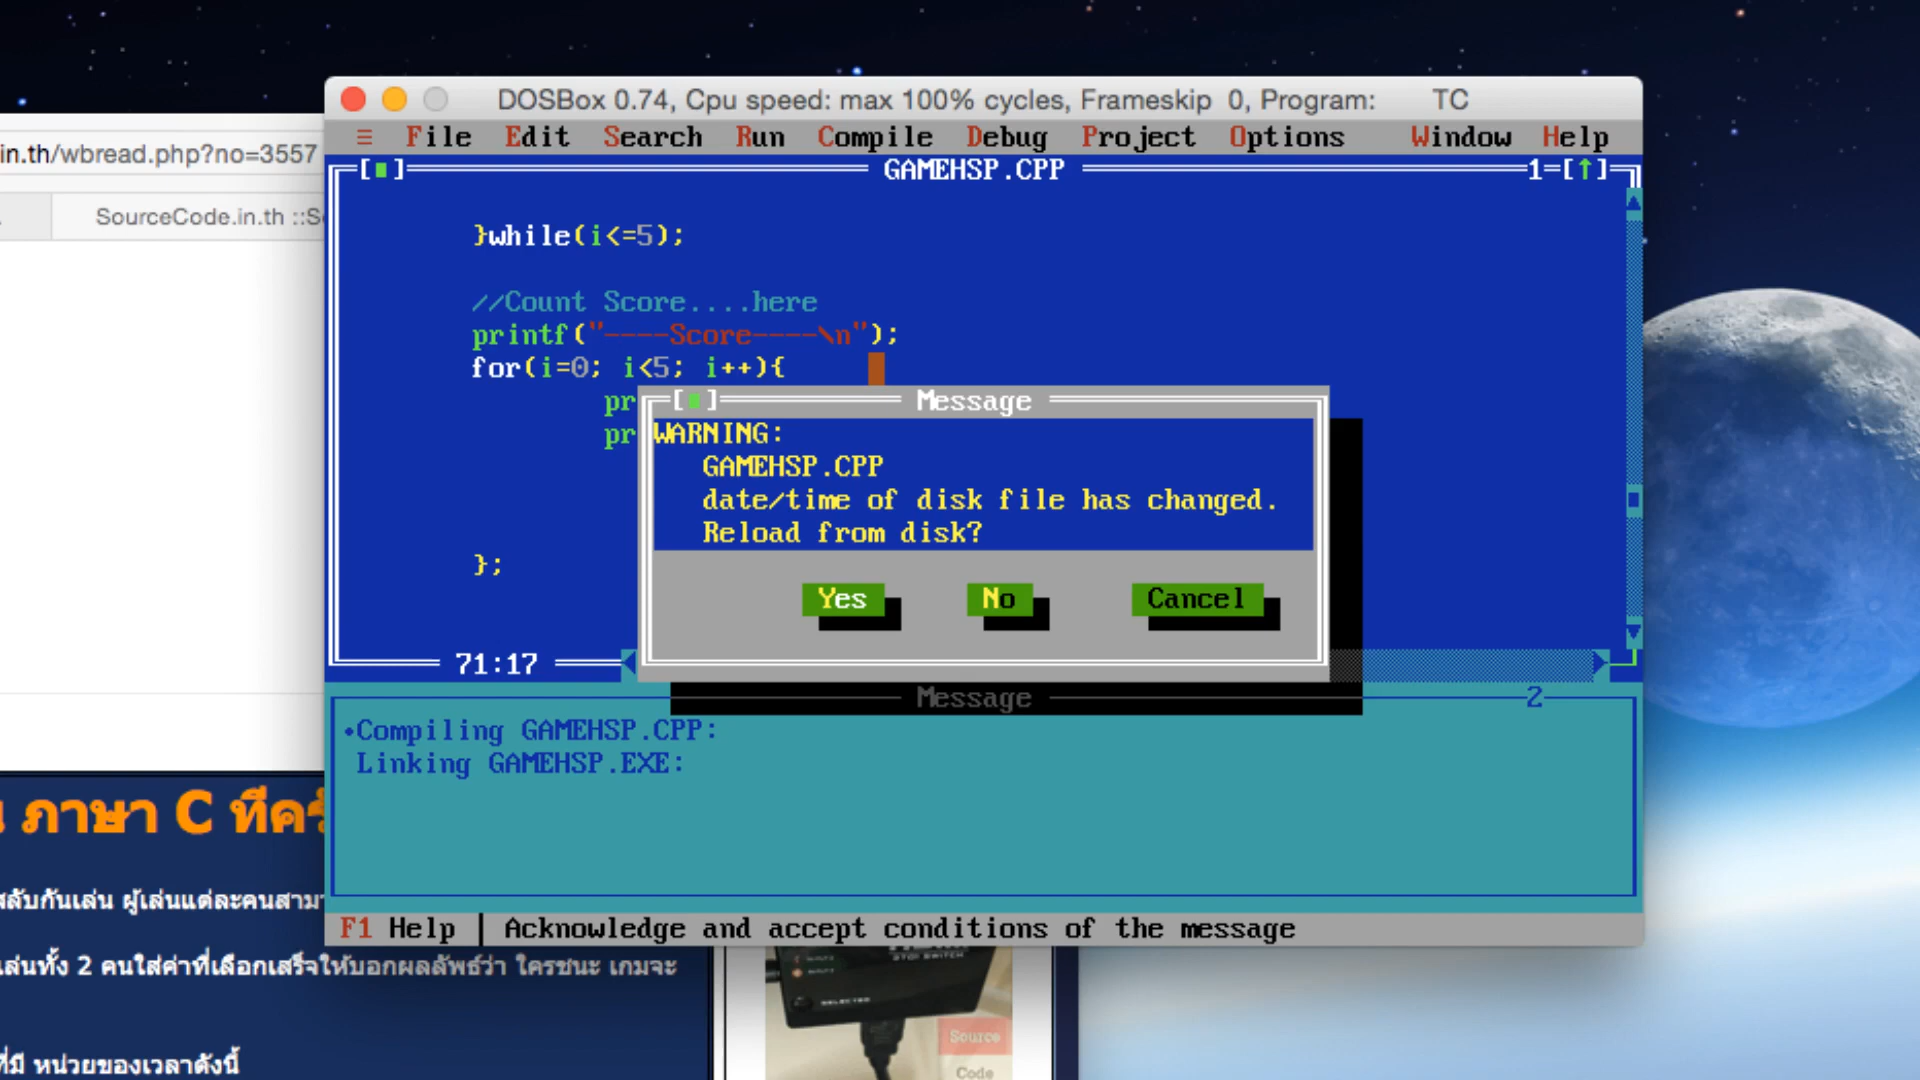 DOSBox 0.74, Cpu speed: max 100% cycles, Frameskip 0, Program: TC
≡ File Edit Search Run Compile Debug Project Options Window Help
in.th/wbread.php?no=3557
[■] GAMEHSP.CPP 1=[↑]
SourceCode.in.th ::S
}while(i<=5);
//Count Score....here
printf("----Score----\n");
for(i=0; i<5; i++){
pr
pr
[■] Message
WARNING:
GAMEHSP.CPP
date/time of disk file has changed.
Reload from disk?
};
Yes No Cancel
71:17
Message 2
•Compiling GAMEHSP.CPP:
Linking GAMEHSP.EXE:
ภาษา C ที่คร
สลับกันเล่น ผู้เล่นแต่ละคนสามา
F1 Help | Acknowledge and accept conditions of the message
เล่นทั้ง 2 คนใส่ค่าที่เลือกเสร็จให้บอกผลลัพธ์ว่า ใครชนะ เกมจะ
SELECTED
Source
Code
ที่มี หน่วยของเวลาดังนี้